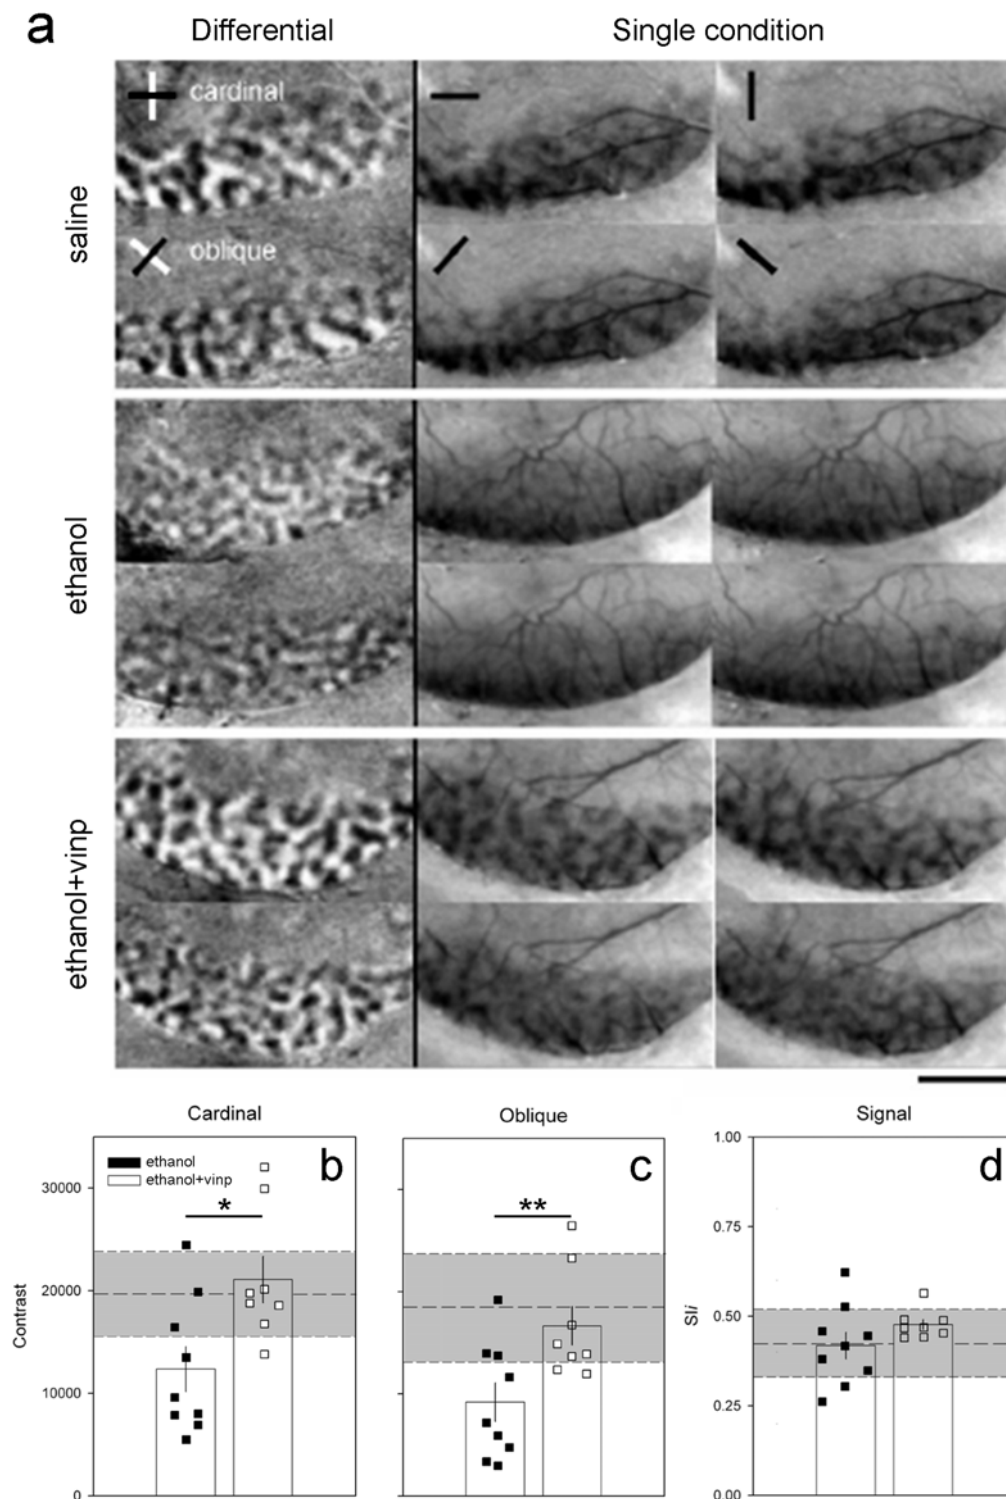 a
Differential
Single condition
saline
cardinal
oblique
ethanol
ethanol+vinp
Cardinal
Oblique
Signal
b
c
d
ethanol
ethanol+vinp
*
**
Contrast
30000
20000
10000
0
SIi
1.00
0.75
0.50
0.25
0.00